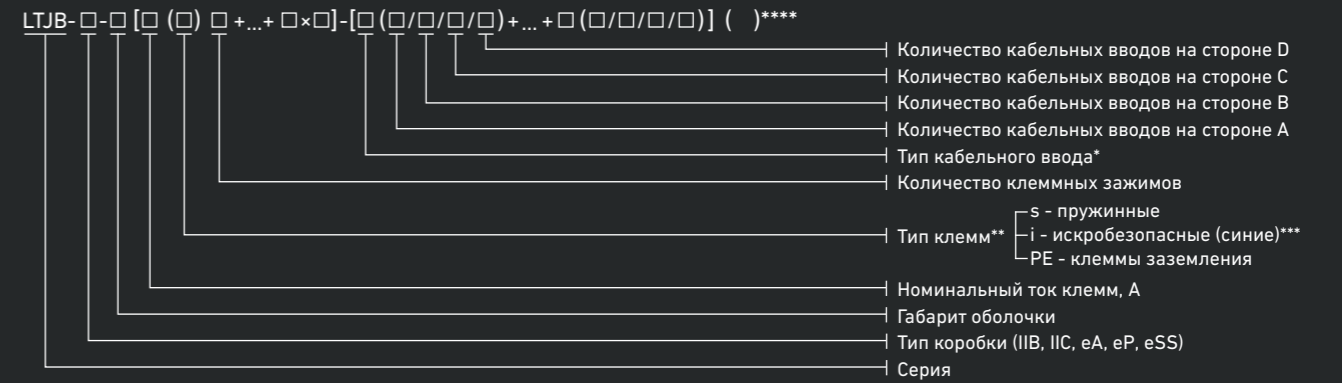 LTJB-□-□ [□ (□) □ +...+ □×□]-[□ (□/□/□/□)+ ... +□ (□/□/□/□)] ( )****
Количество кабельных вводов на стороне D
Количество кабельных вводов на стороне C
Количество кабельных вводов на стороне B
Количество кабельных вводов на стороне A
Тип кабельного ввода*
Количество клеммных зажимов
s - пружинные
Тип клемм** i - искробезопасные (синие)***
PE - клеммы заземления
Номинальный ток клемм, А
Габарит оболочки
Тип коробки (IIB, IIC, eA, eP, eSS)
Серия